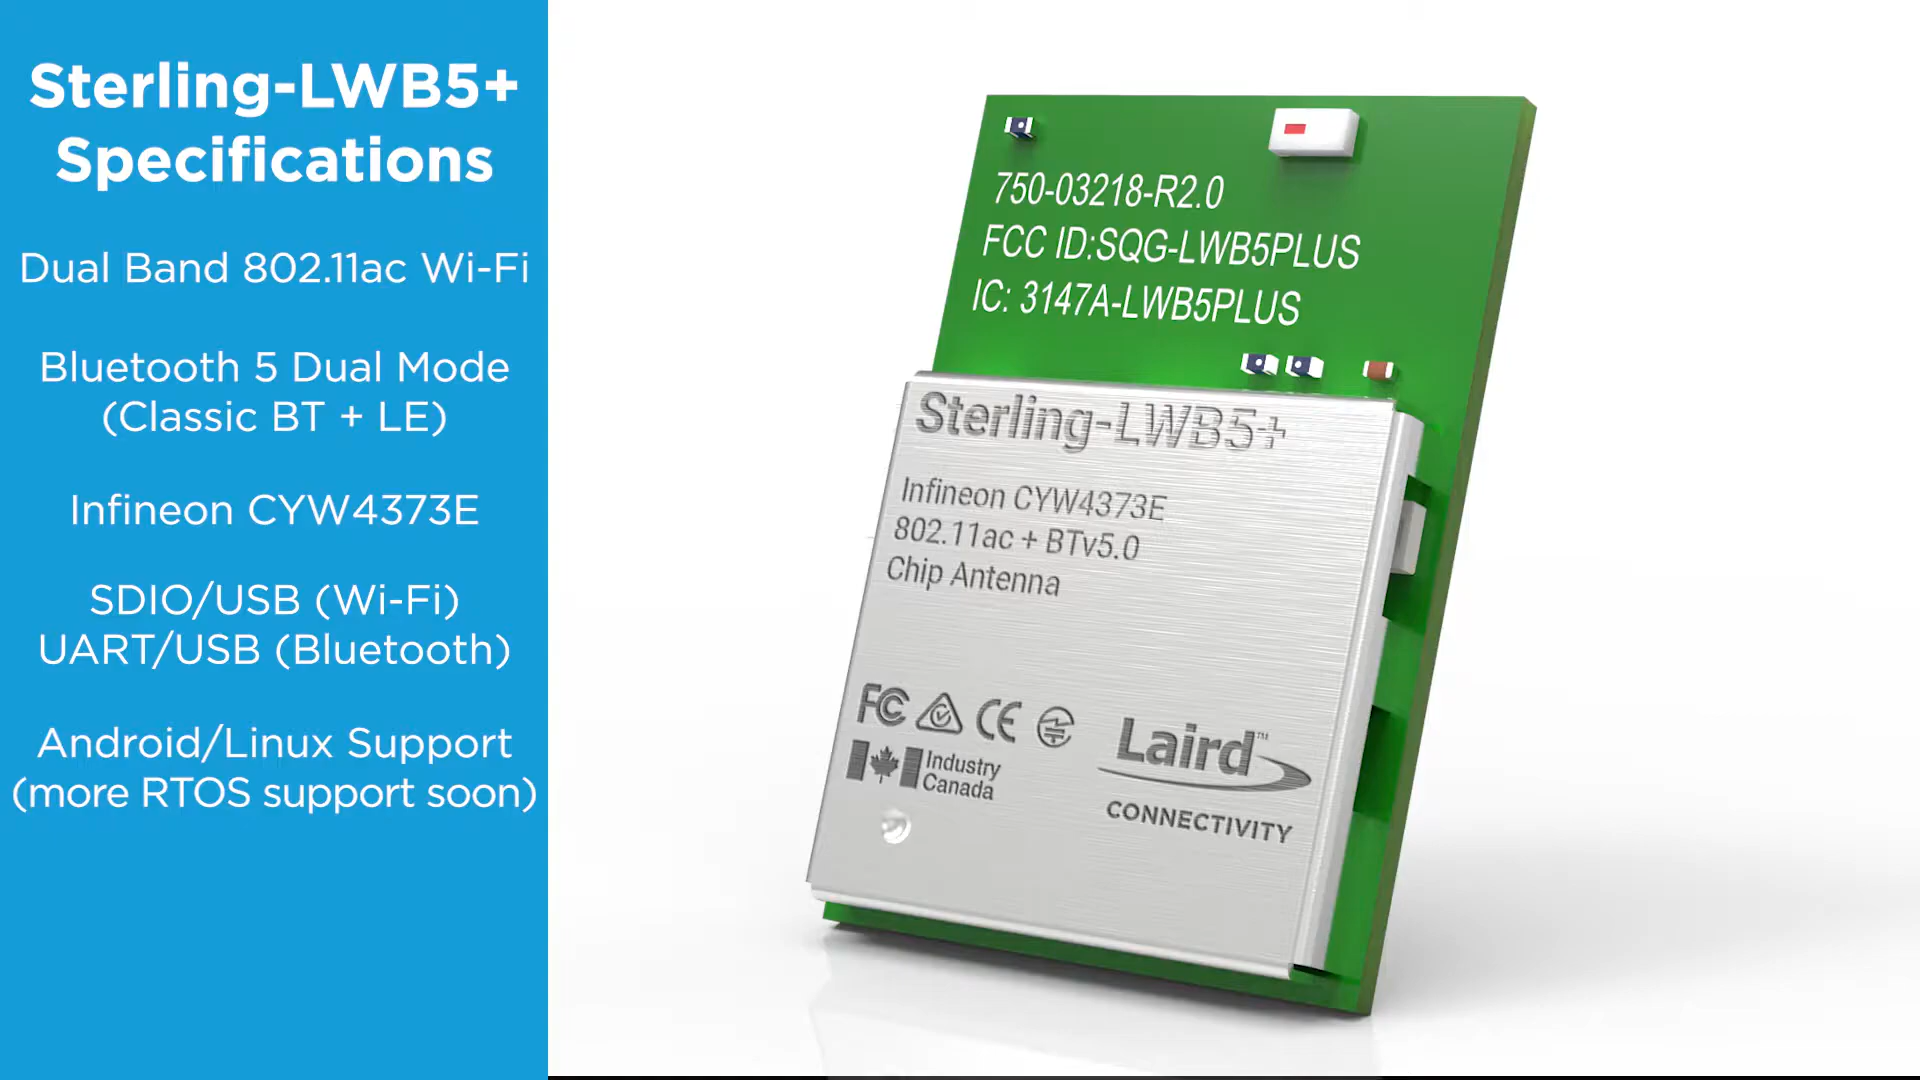 Sterling-LWB5+
Specifications
Dual Band 802.11ac Wi-Fi
Bluetooth 5 Dual Mode
(Classic BT + LE)
Infineon CYW4373E
SDIO/USB (Wi-Fi)
UART/USB (Bluetooth)
Android/Linux Support
(more RTOS support soon)
750-03218-R2.0
FCC ID:SQG-LWB5PLUS
IC: 3147A-LWB5PLUS
Sterling-LWB5+
Infineon CYW4373E
802.11ac + BTv5.0
Chip Antenna
FC CE
Industry
Canada
Laird™
CONNECTIVITY